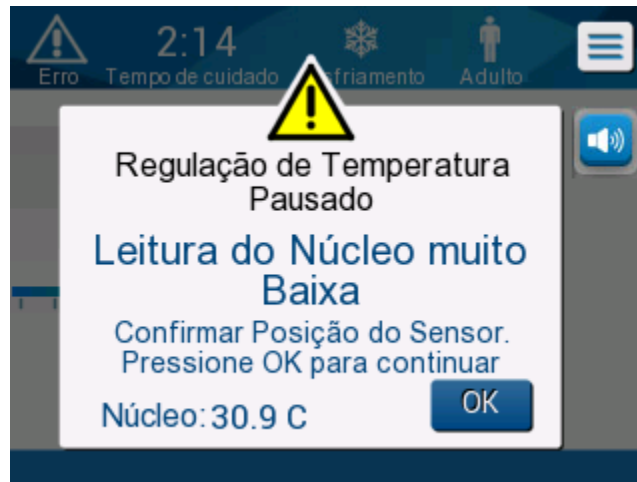 2:14
Erro Tempo de cuidado sfriamento Adulto
Regulação de Temperatura
Pausado
Leitura do Núcleo muito
Baixa
Confirmar Posição do Sensor.
Pressione OK para continuar
Núcleo: 30.9 C
OK